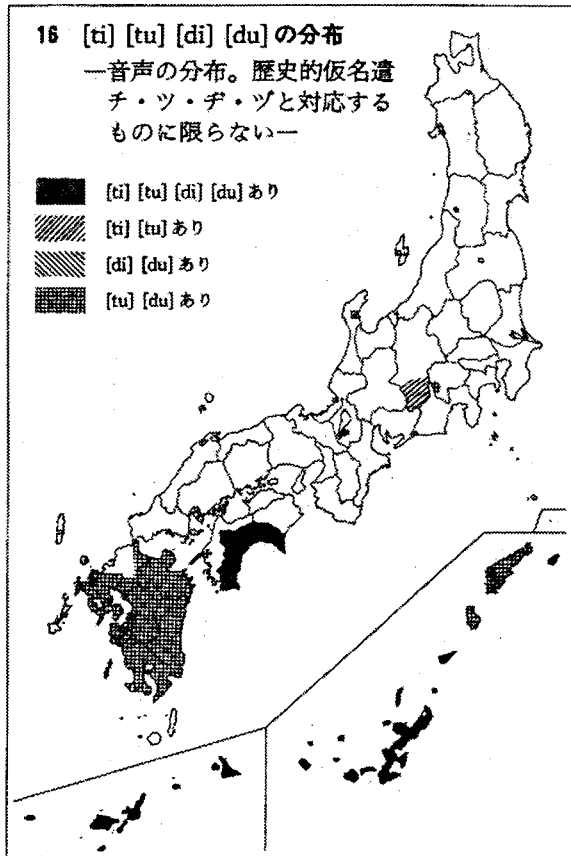 16 [ti] [tu] [di] [du] の分布
―音声の分布。歴史的仮名遣
チ・ツ・ヂ・ヅと対応する
ものに限らない―
[ti] [tu] [di] [du] あり
[ti] [tu] あり
[di] [du] あり
[tu] [du] あり